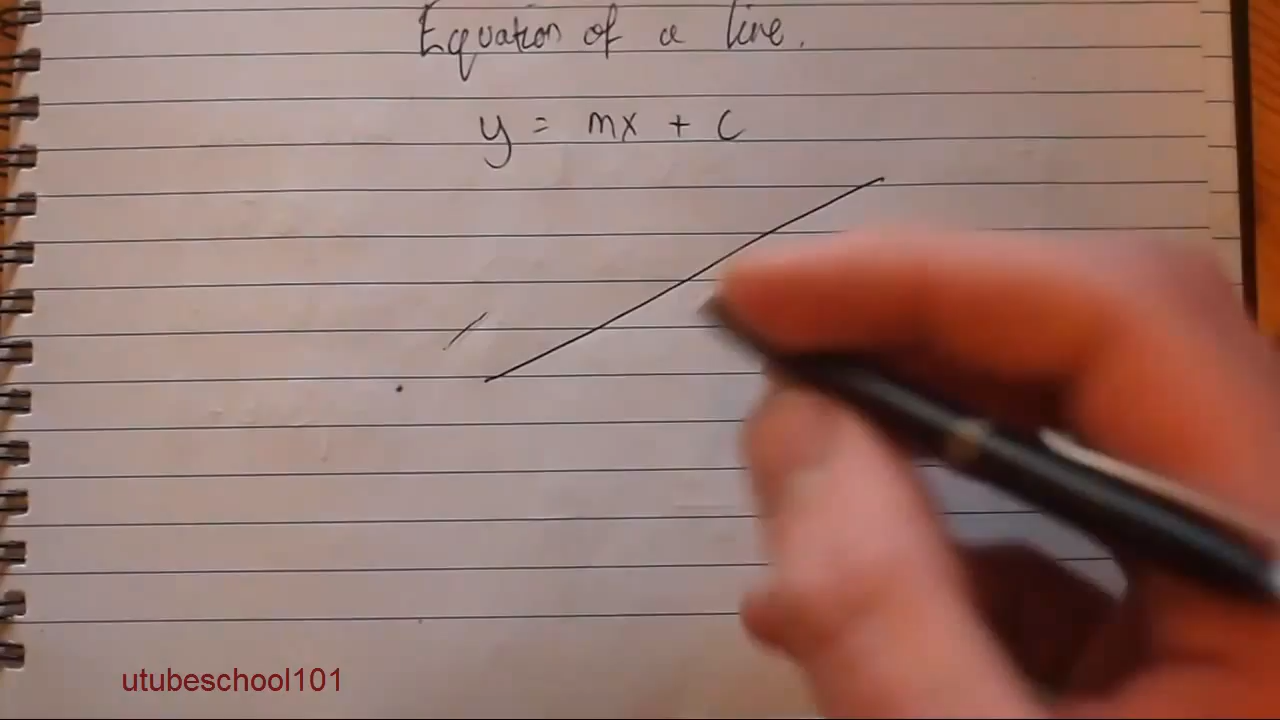 Equation of a line.
y = mx + c
utubeschool101